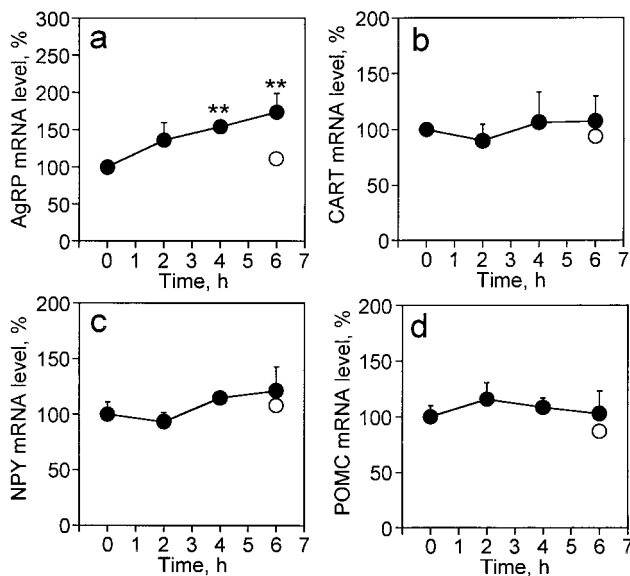 a
AgRP mRNA level, %
300
250
200
150
100
50
0
**
**
0 1 2 3 4 5 6 7
Time, h
b
CART mRNA level, %
200
150
100
50
0
0 1 2 3 4 5 6 7
Time, h
c
NPY mRNA level, %
200
150
100
50
0
0 1 2 3 4 5 6 7
Time, h
d
POMC mRNA level, %
200
150
100
50
0
0 1 2 3 4 5 6 7
Time, h